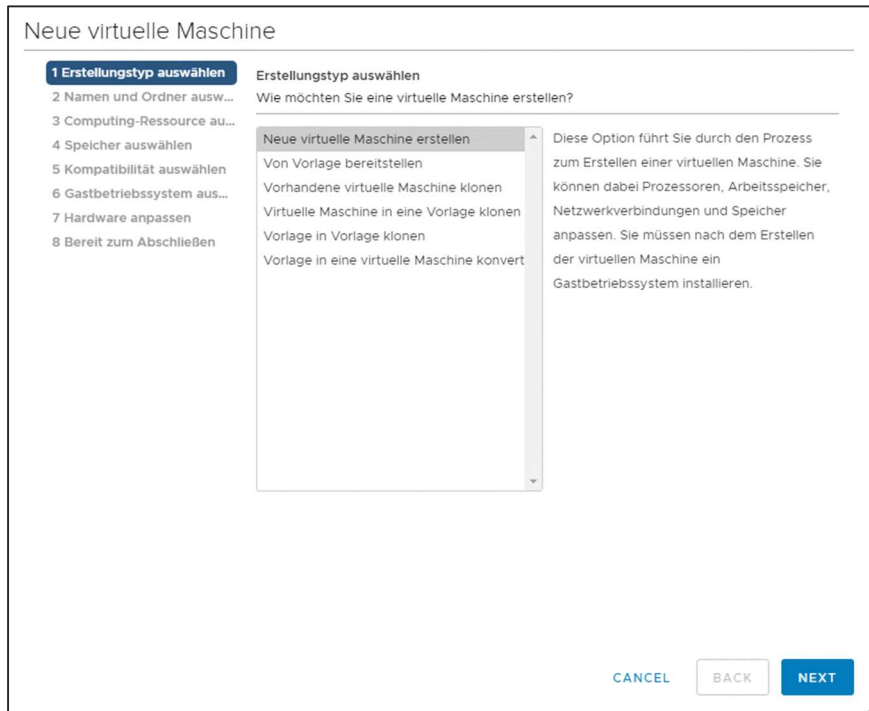 Neue virtuelle Maschine
1 Erstellungstyp auswählen
2 Namen und Ordner ausw...
3 Computing-Ressource au...
4 Speicher auswählen
5 Kompatibilität auswählen
6 Gastbetriebssystem aus...
7 Hardware anpassen
8 Bereit zum Abschließen
Erstellungstyp auswählen
Wie möchten Sie eine virtuelle Maschine erstellen?
Neue virtuelle Maschine erstellen
Von Vorlage bereitstellen
Vorhandene virtuelle Maschine klonen
Virtuelle Maschine in eine Vorlage klonen
Vorlage in Vorlage klonen
Vorlage in eine virtuelle Maschine konvert
Diese Option führt Sie durch den Prozess
zum Erstellen einer virtuellen Maschine. Sie
können dabei Prozessoren, Arbeitsspeicher,
Netzwerkverbindungen und Speicher
anpassen. Sie müssen nach dem Erstellen
der virtuellen Maschine ein
Gastbetriebssystem installieren.
CANCEL
BACK
NEXT